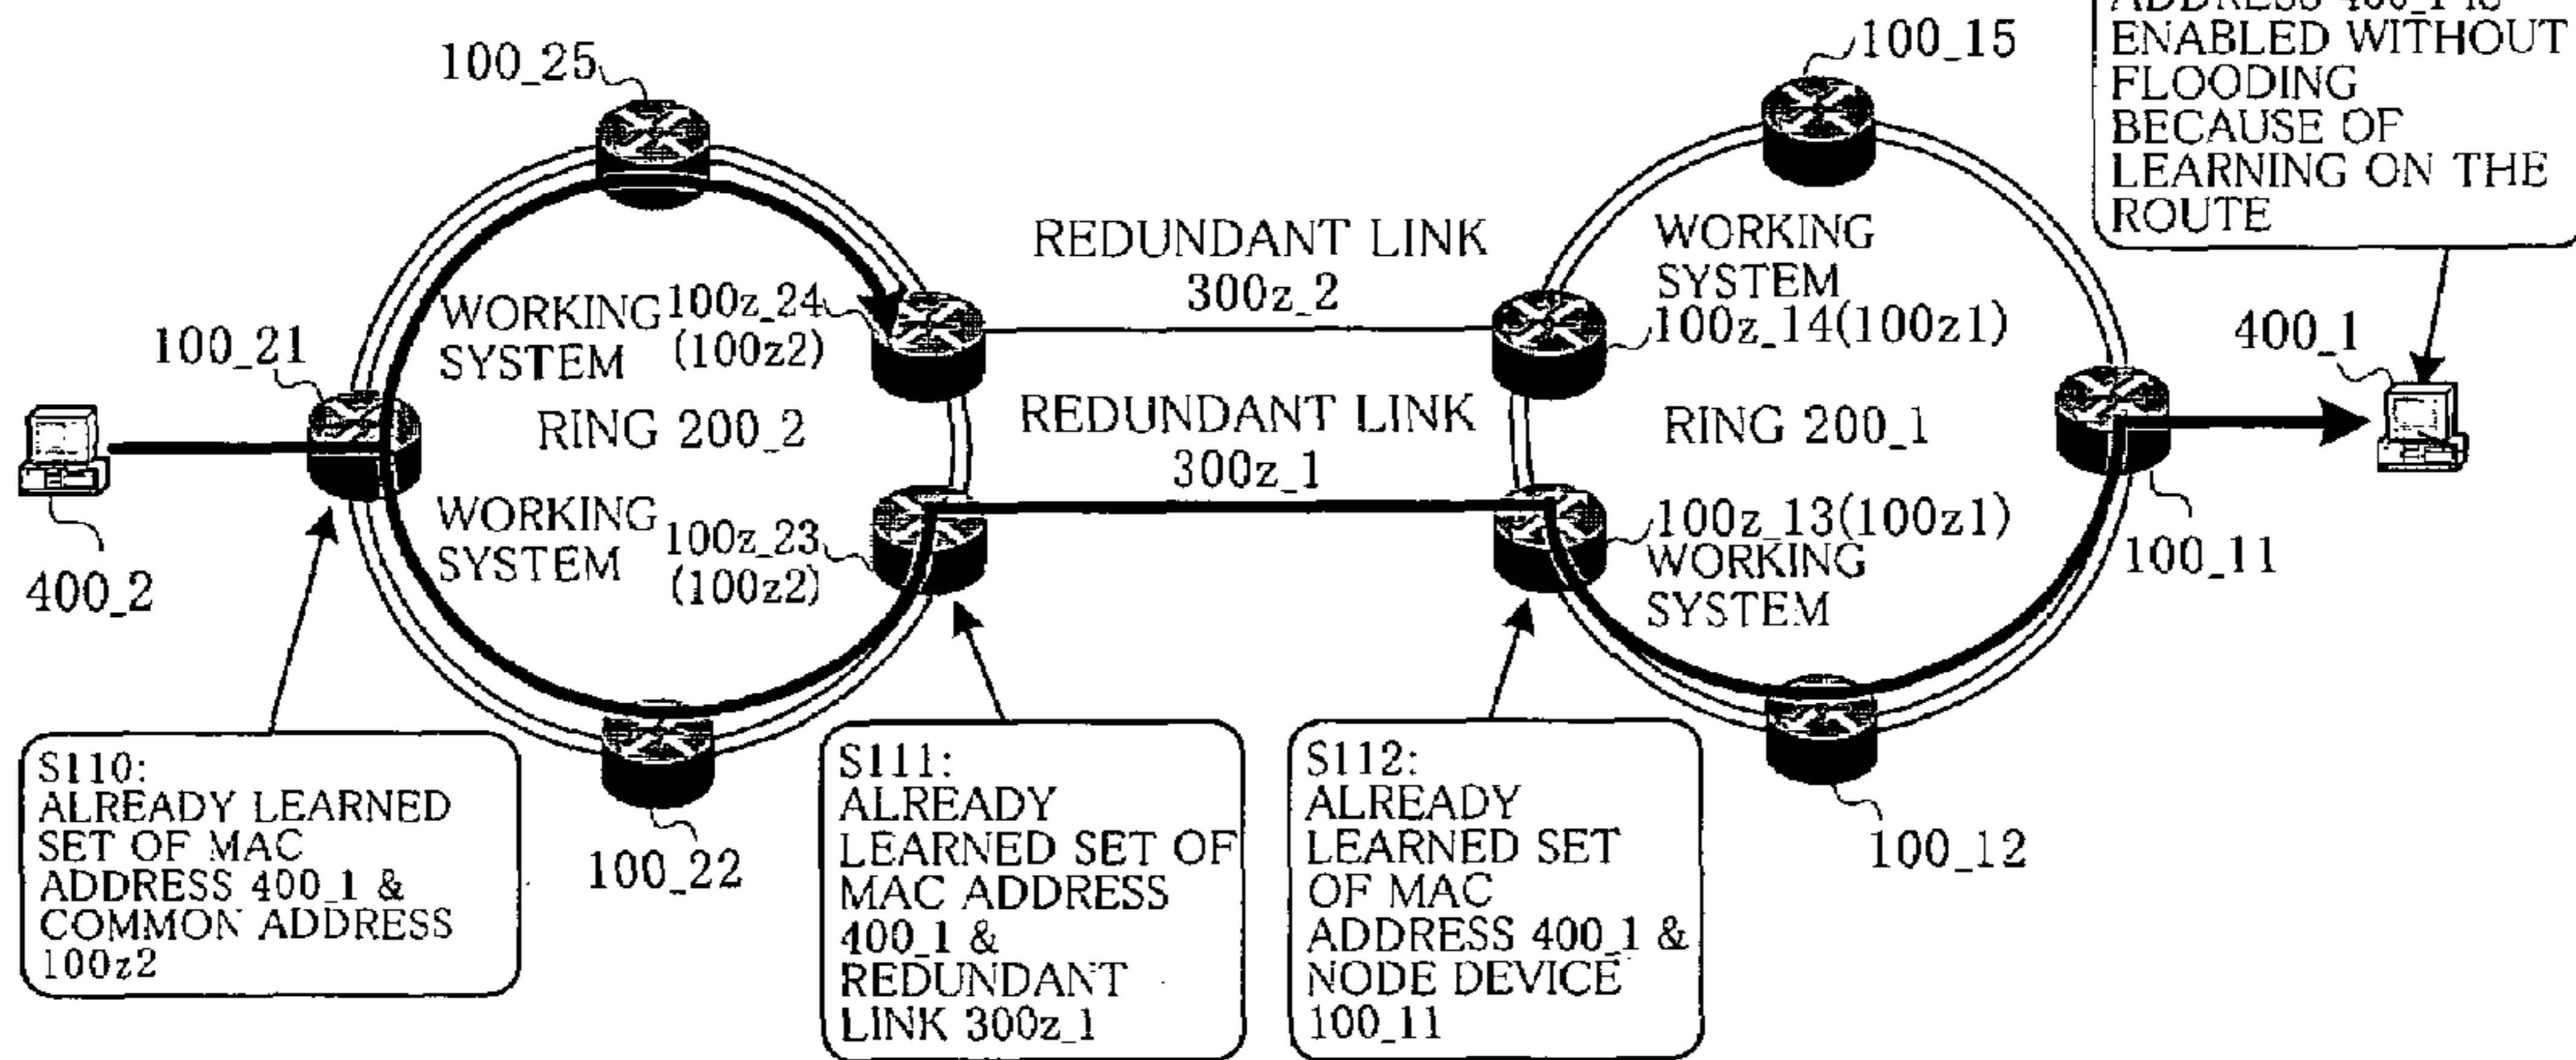 ADDRESS 400_1 IS
ENABLED WITHOUT
FLOODING
BECAUSE OF
LEARNING ON THE
ROUTE
100_25
100_15
REDUNDANT LINK
300z_2
WORKING
SYSTEM
100z_24
(100z2)
WORKING
SYSTEM
100z_14(100z1)
100_21
400_1
RING 200_2
REDUNDANT LINK
300z_1
RING 200_1
WORKING
SYSTEM
100z_23
(100z2)
100z_13(100z1)
WORKING
SYSTEM
100_11
400_2
100_22
100_12
S110:
ALREADY LEARNED
SET OF MAC
ADDRESS 400_1 &
COMMON ADDRESS
100z2
S111:
ALREADY
LEARNED SET OF
MAC ADDRESS
400_1 &
REDUNDANT
LINK 300z_1
S112:
ALREADY
LEARNED SET
OF MAC
ADDRESS 400_1 &
NODE DEVICE
100_11